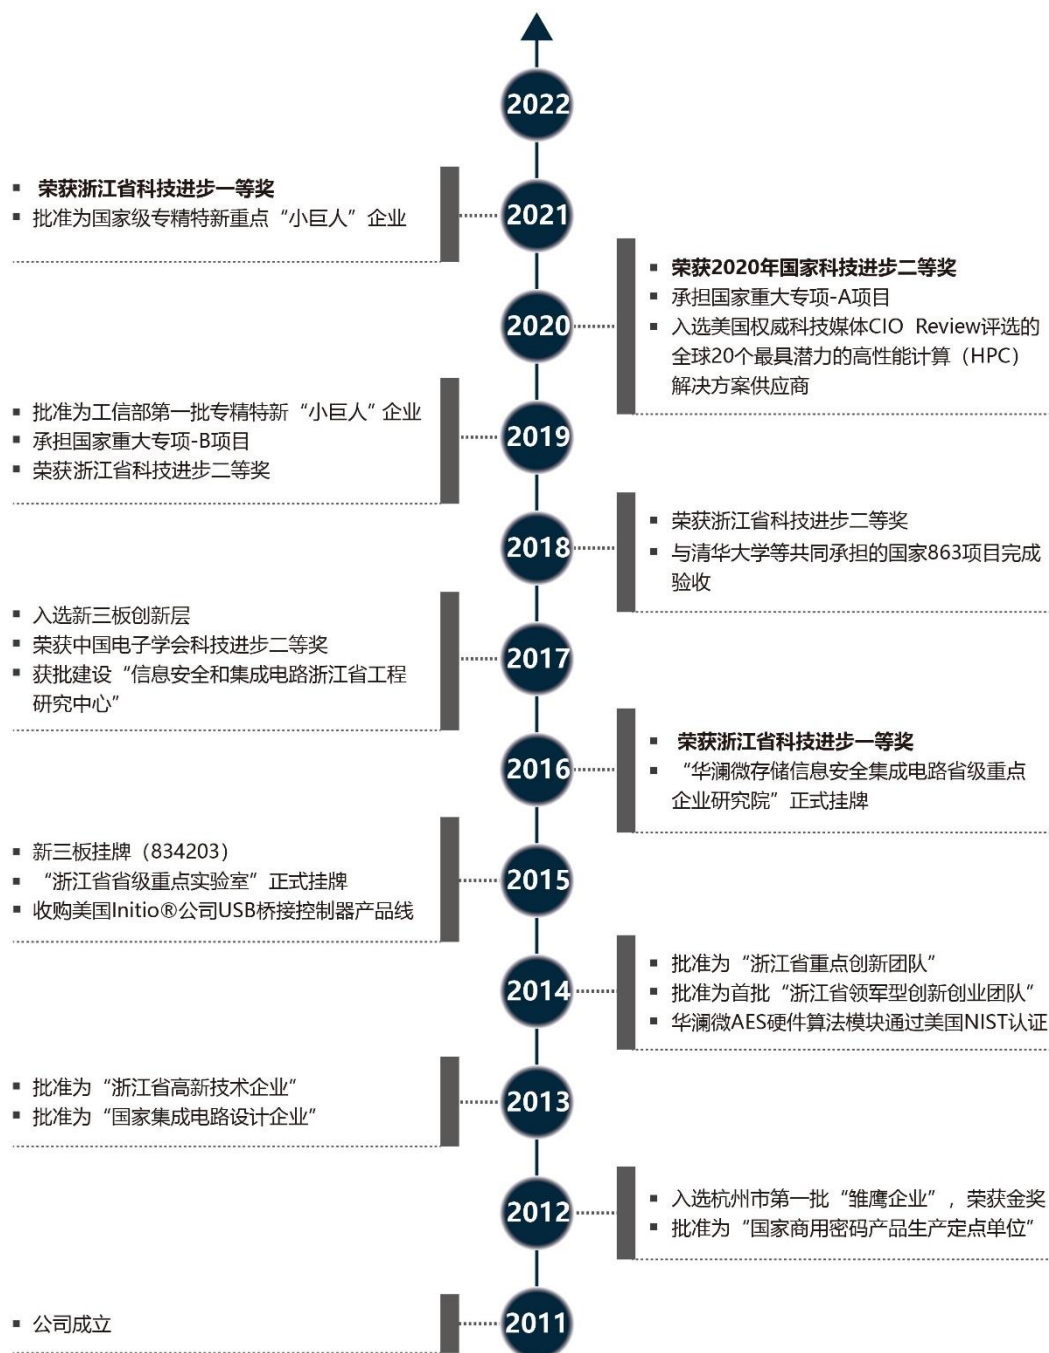 2022
荣获浙江省科技进步一等奖
批准为国家级专精特新重点“小巨人”企业
2021
荣获2020年国家科技进步二等奖
承担国家重大专项-A项目
入选美国权威科技媒体CIO Review评选的
全球20个最具潜力的高性能计算（HPC）
解决方案供应商
2020
批准为工信部第一批专精特新“小巨人”企业
承担国家重大专项-B项目
荣获浙江省科技进步二等奖
2019
荣获浙江省科技进步二等奖
与清华大学等共同承担的国家863项目完成
验收
2018
入选新三板创新层
荣获中国电子学会科技进步二等奖
获批建设“信息安全和集成电路浙江省工程
研究中心”
2017
荣获浙江省科技进步一等奖
“华澜微存储信息安全集成电路省级重点
企业研究院”正式挂牌
2016
新三板挂牌（834203）
“浙江省省级重点实验室”正式挂牌
收购美国Initio®公司USB桥接控制器产品线
2015
批准为“浙江省重点创新团队”
批准为首批“浙江省领军型创新创业团队”
华澜微AES硬件算法模块通过美国NIST认证
2014
批准为“浙江省高新技术企业”
批准为“国家集成电路设计企业”
2013
入选杭州市第一批“雏鹰企业”，荣获金奖
批准为“国家商用密码产品生产定点单位”
2012
公司成立
2011